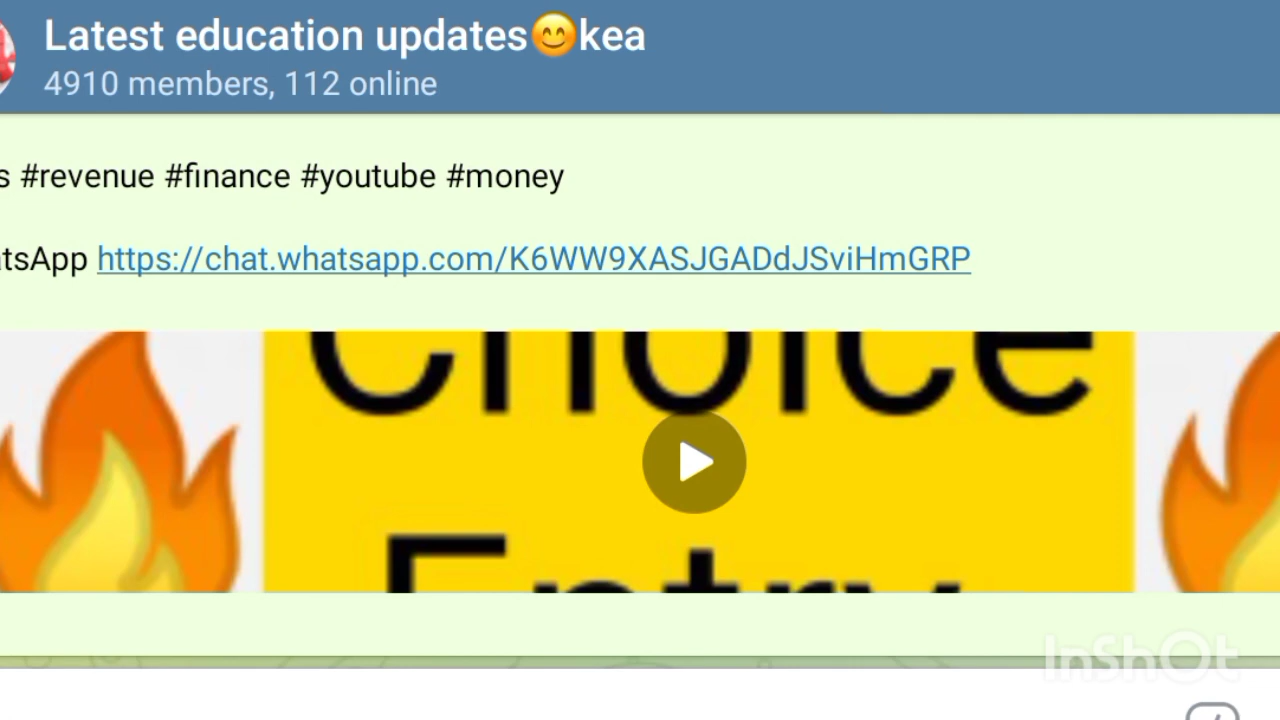 Latest education updates😊kea
4910 members, 112 online
#revenue #finance #youtube #money
https://chat.whatsapp.com/K6WW9XASJGADdJSviHmGRP
Choice
Entry
InShOt